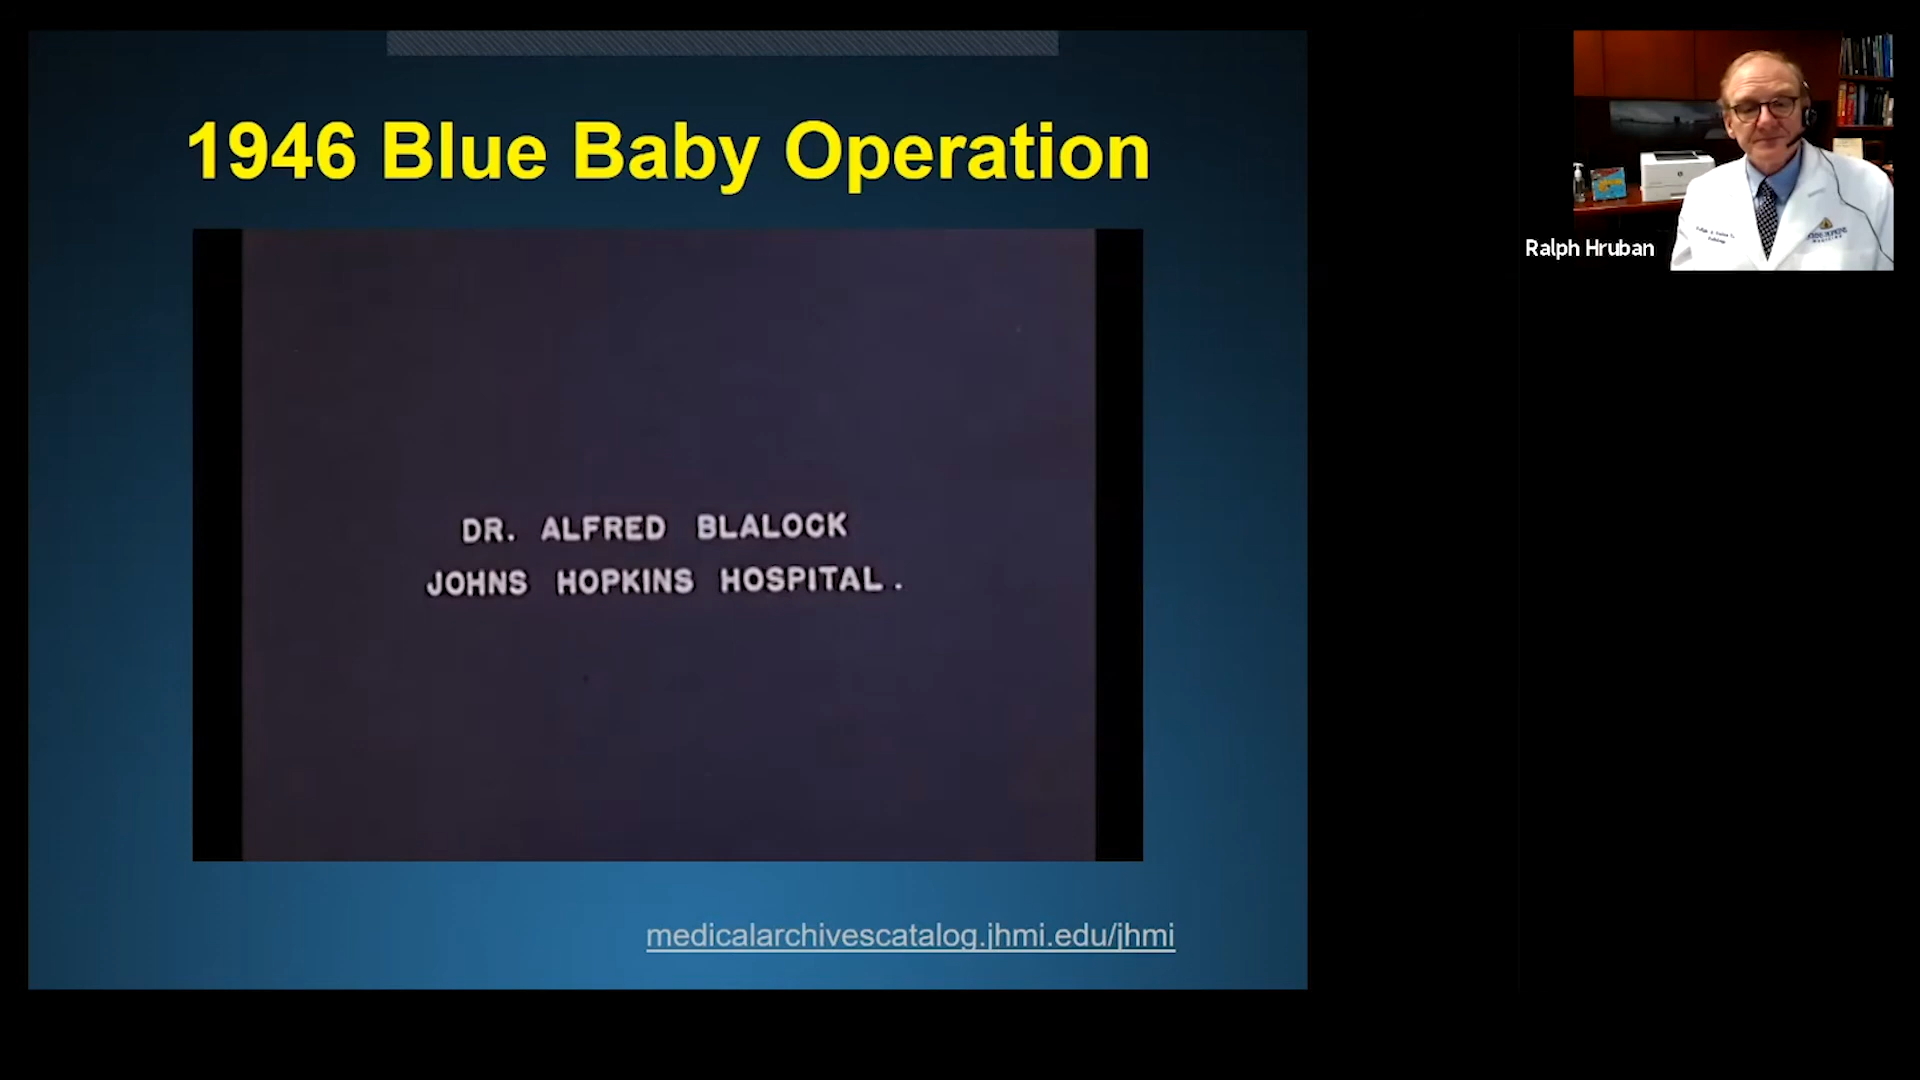 1946 Blue Baby Operation
DR. ALFRED BLALOCK
JOHNS HOPKINS HOSPITAL.
medicalarchivescatalog.jhmi.edu/jhmi
Ralph Hruban